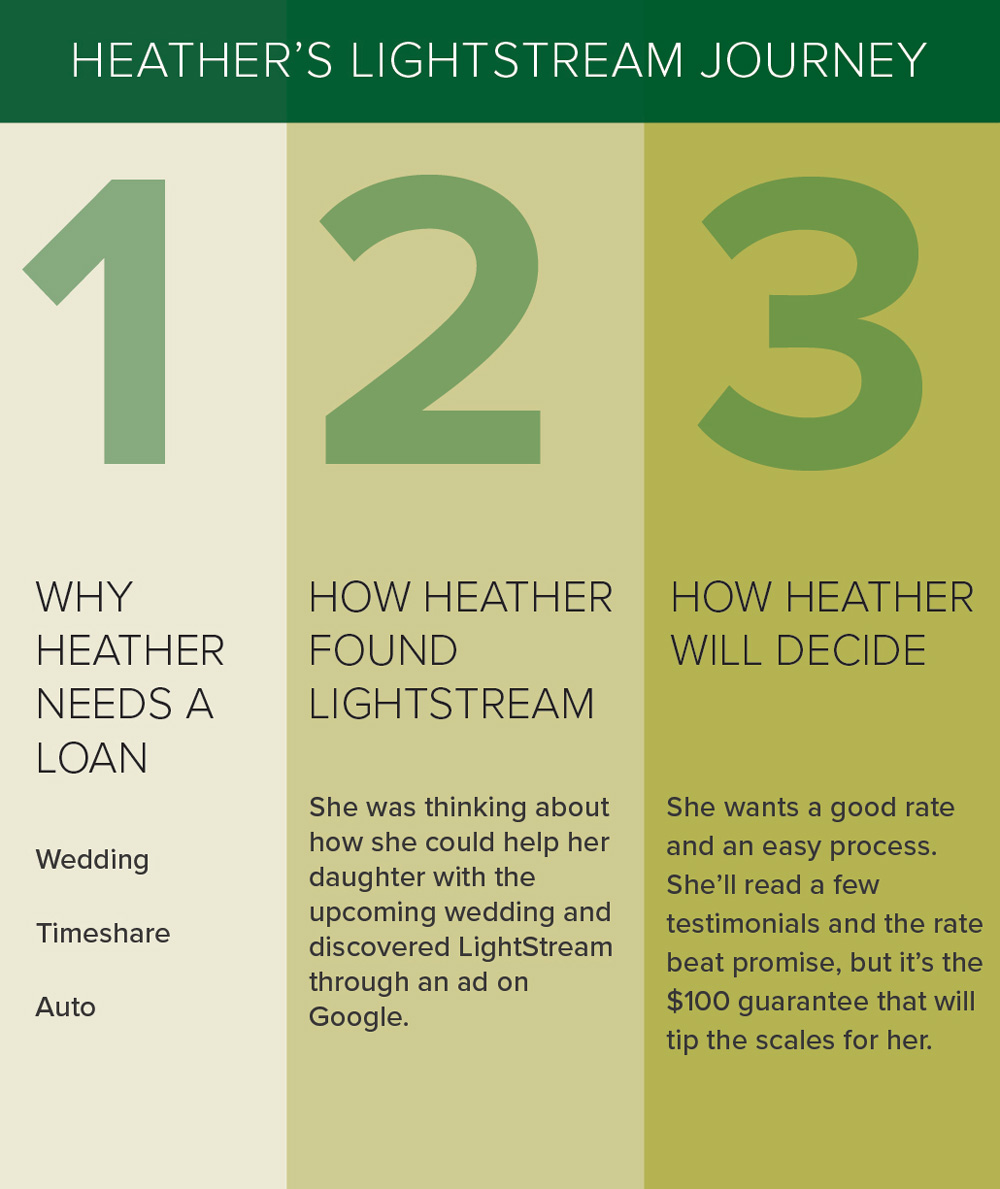 HEATHER’S LIGHTSTREAM JOURNEY
1
WHY
HEATHER
NEEDS A
LOAN
Wedding
Timeshare
Auto
2
HOW HEATHER
FOUND
LIGHTSTREAM
She was thinking about
how she could help her
daughter with the
upcoming wedding and
discovered LightStream
through an ad on
Google.
3
HOW HEATHER
WILL DECIDE
She wants a good rate
and an easy process.
She’ll read a few
testimonials and the rate
beat promise, but it’s the
$100 guarantee that will
tip the scales for her.